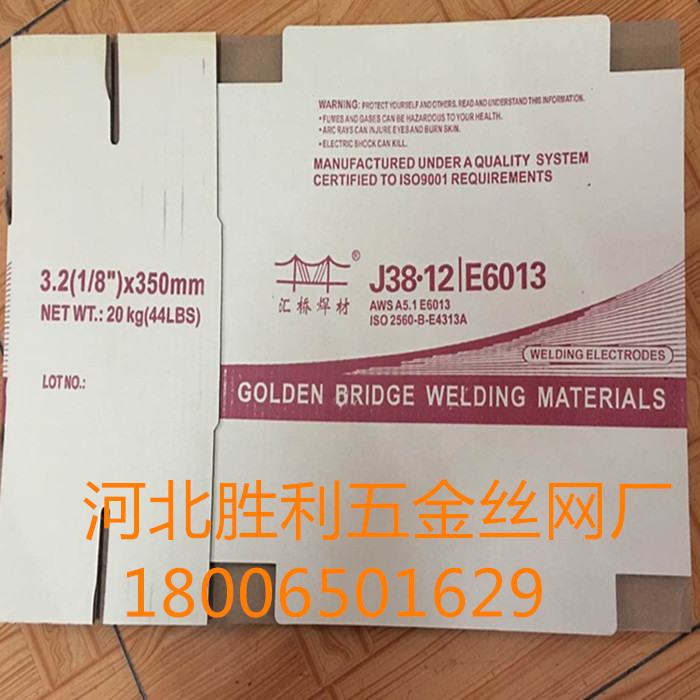 WARNING: PROTECT YOURSELF AND OTHERS. READ AND UNDERSTAND THIS INFORMATION.
• FUMES AND GASES CAN BE HAZARDOUS TO YOUR HEALTH.
• ARC RAYS CAN INJURE EYES AND BURN SKIN.
• ELECTRIC SHOCK CAN KILL.
MANUFACTURED UNDER A QUALITY SYSTEM
CERTIFIED TO ISO9001 REQUIREMENTS
3.2(1/8")x350mm
NET WT.: 20 kg(44LBS)
LOT NO.:
®
汇桥焊材
J38·12|E6013
AWS A5.1 E6013
ISO 2560-B-E4313A
WELDING ELECTRODES
GOLDEN BRIDGE WELDING MATERIALS
河北胜利五金丝网厂
18006501629